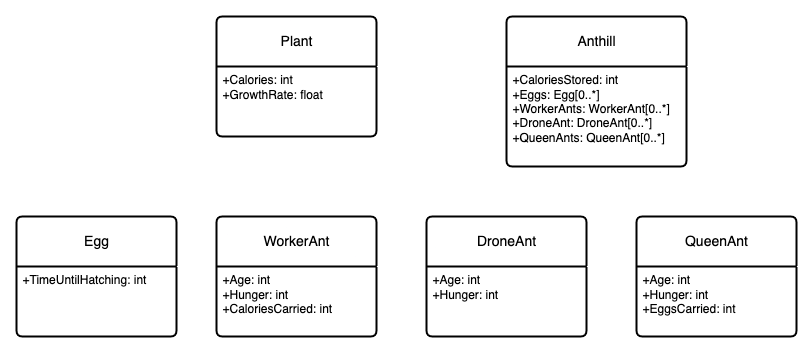 Plant
+Calories: int
+GrowthRate: float
Anthill
+CaloriesStored: int
+Eggs: Egg[0..*]
+WorkerAnts: WorkerAnt[0..*]
+DroneAnt: DroneAnt[0..*]
+QueenAnts: QueenAnt[0..*]
Egg
+TimeUntilHatching: int
WorkerAnt
+Age: int
+Hunger: int
+CaloriesCarried: int
DroneAnt
+Age: int
+Hunger: int
QueenAnt
+Age: int
+Hunger: int
+EggsCarried: int